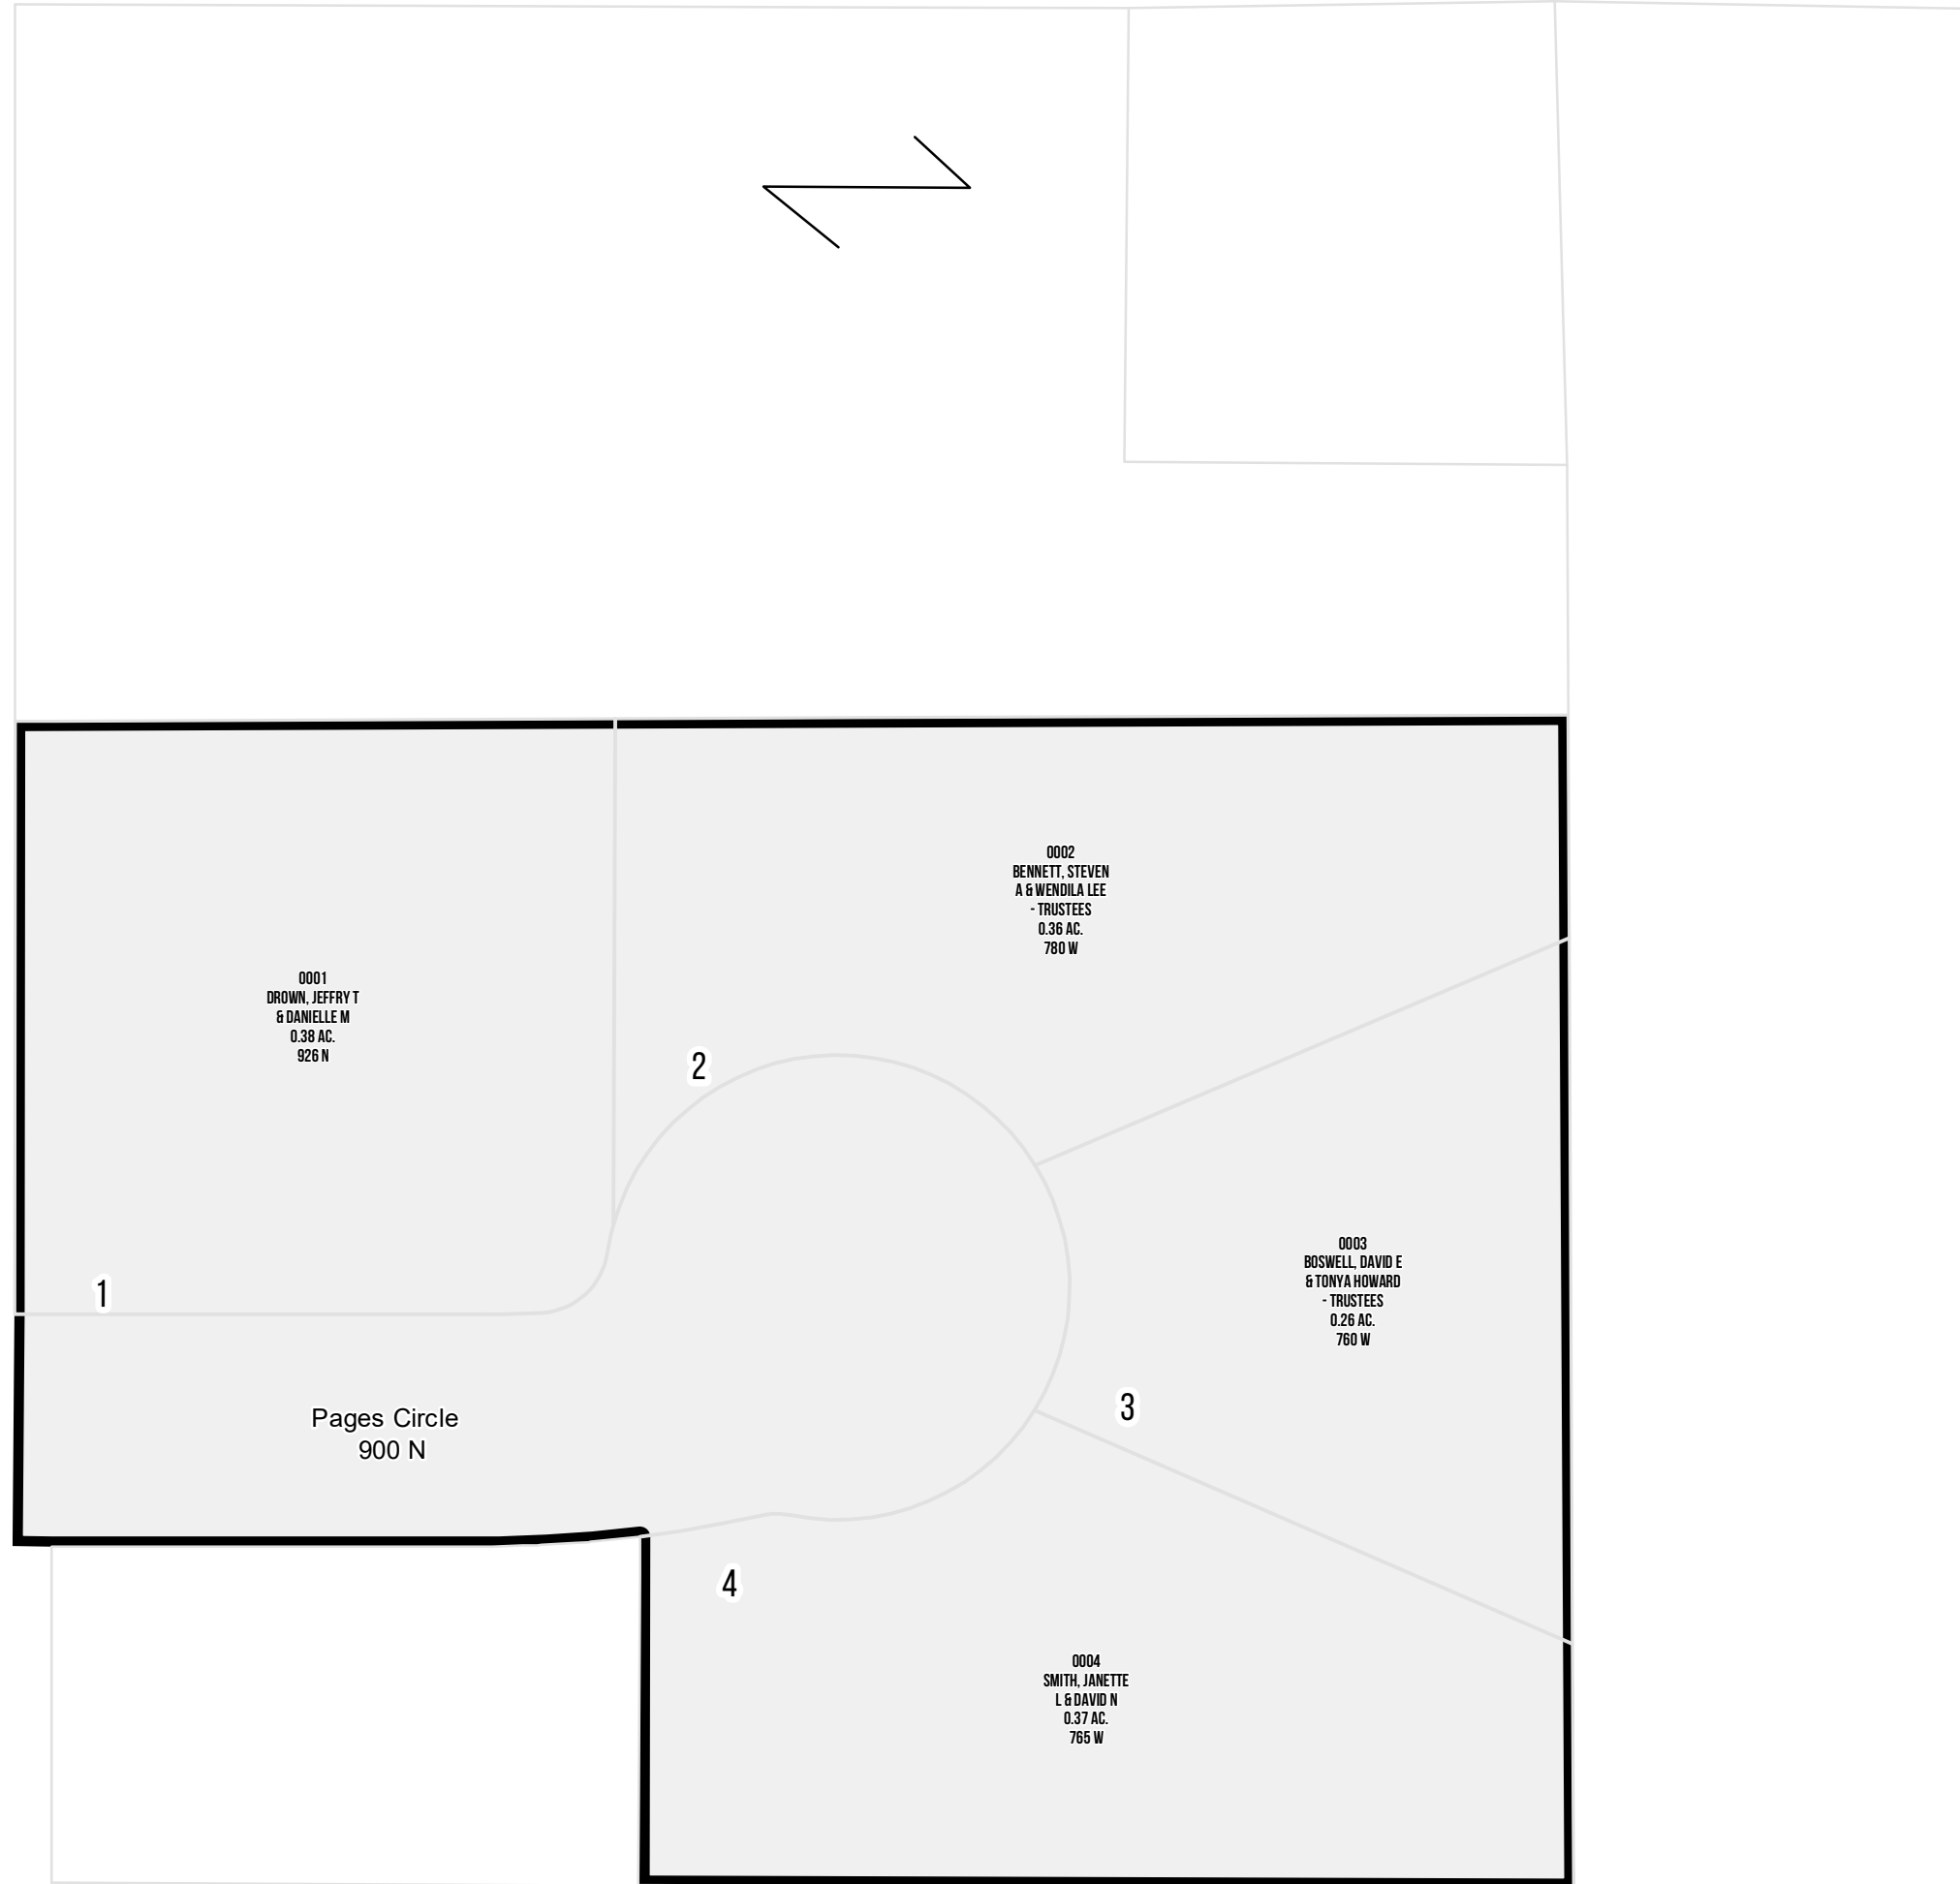 0002
BENNETT, STEVEN
A & WENDILA LEE
- TRUSTEES
0.36 AC.
780 W
0001
DROWN, JEFFRY T
& DANIELLE M
0.38 AC.
926 N
2
0003
BOSWELL, DAVID E
& TONYA HOWARD
- TRUSTEES
0.26 AC.
760 W
1
3
Pages Circle
900 N
4
0004
SMITH, JANETTE
L & DAVID N
0.37 AC.
765 W